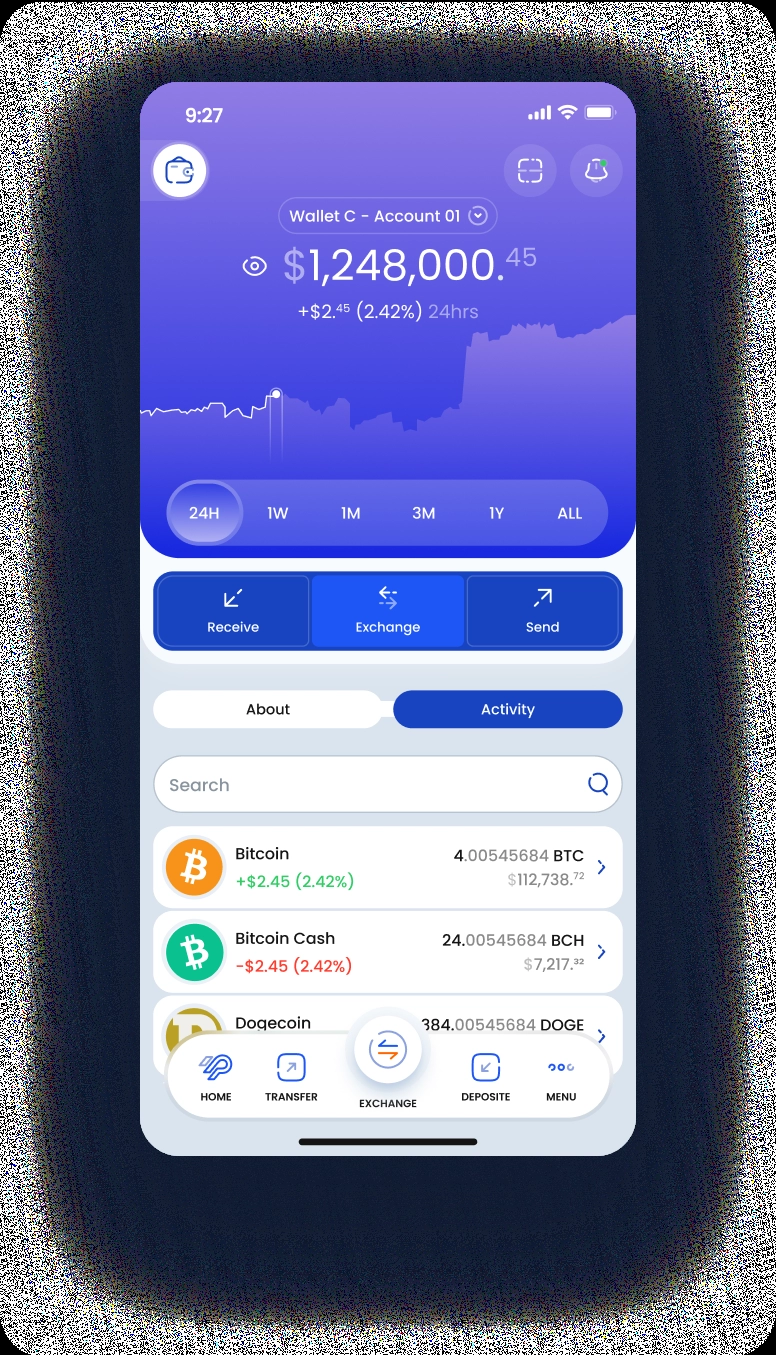 9:27
Wallet C - Account 01
$1,248,000.45
+$2.45 (2.42%) 24hrs
24H 1W 1M 3M 1Y ALL
Receive Exchange Send
About Activity
Search
Bitcoin 4.00545684 BTC
+$2.45 (2.42%) $112,738.72
Bitcoin Cash 24.00545684 BCH
-$2.45 (2.42%) $7,217.32
Dogecoin 384.00545684 DOGE
HOME TRANSFER EXCHANGE DEPOSITE MENU